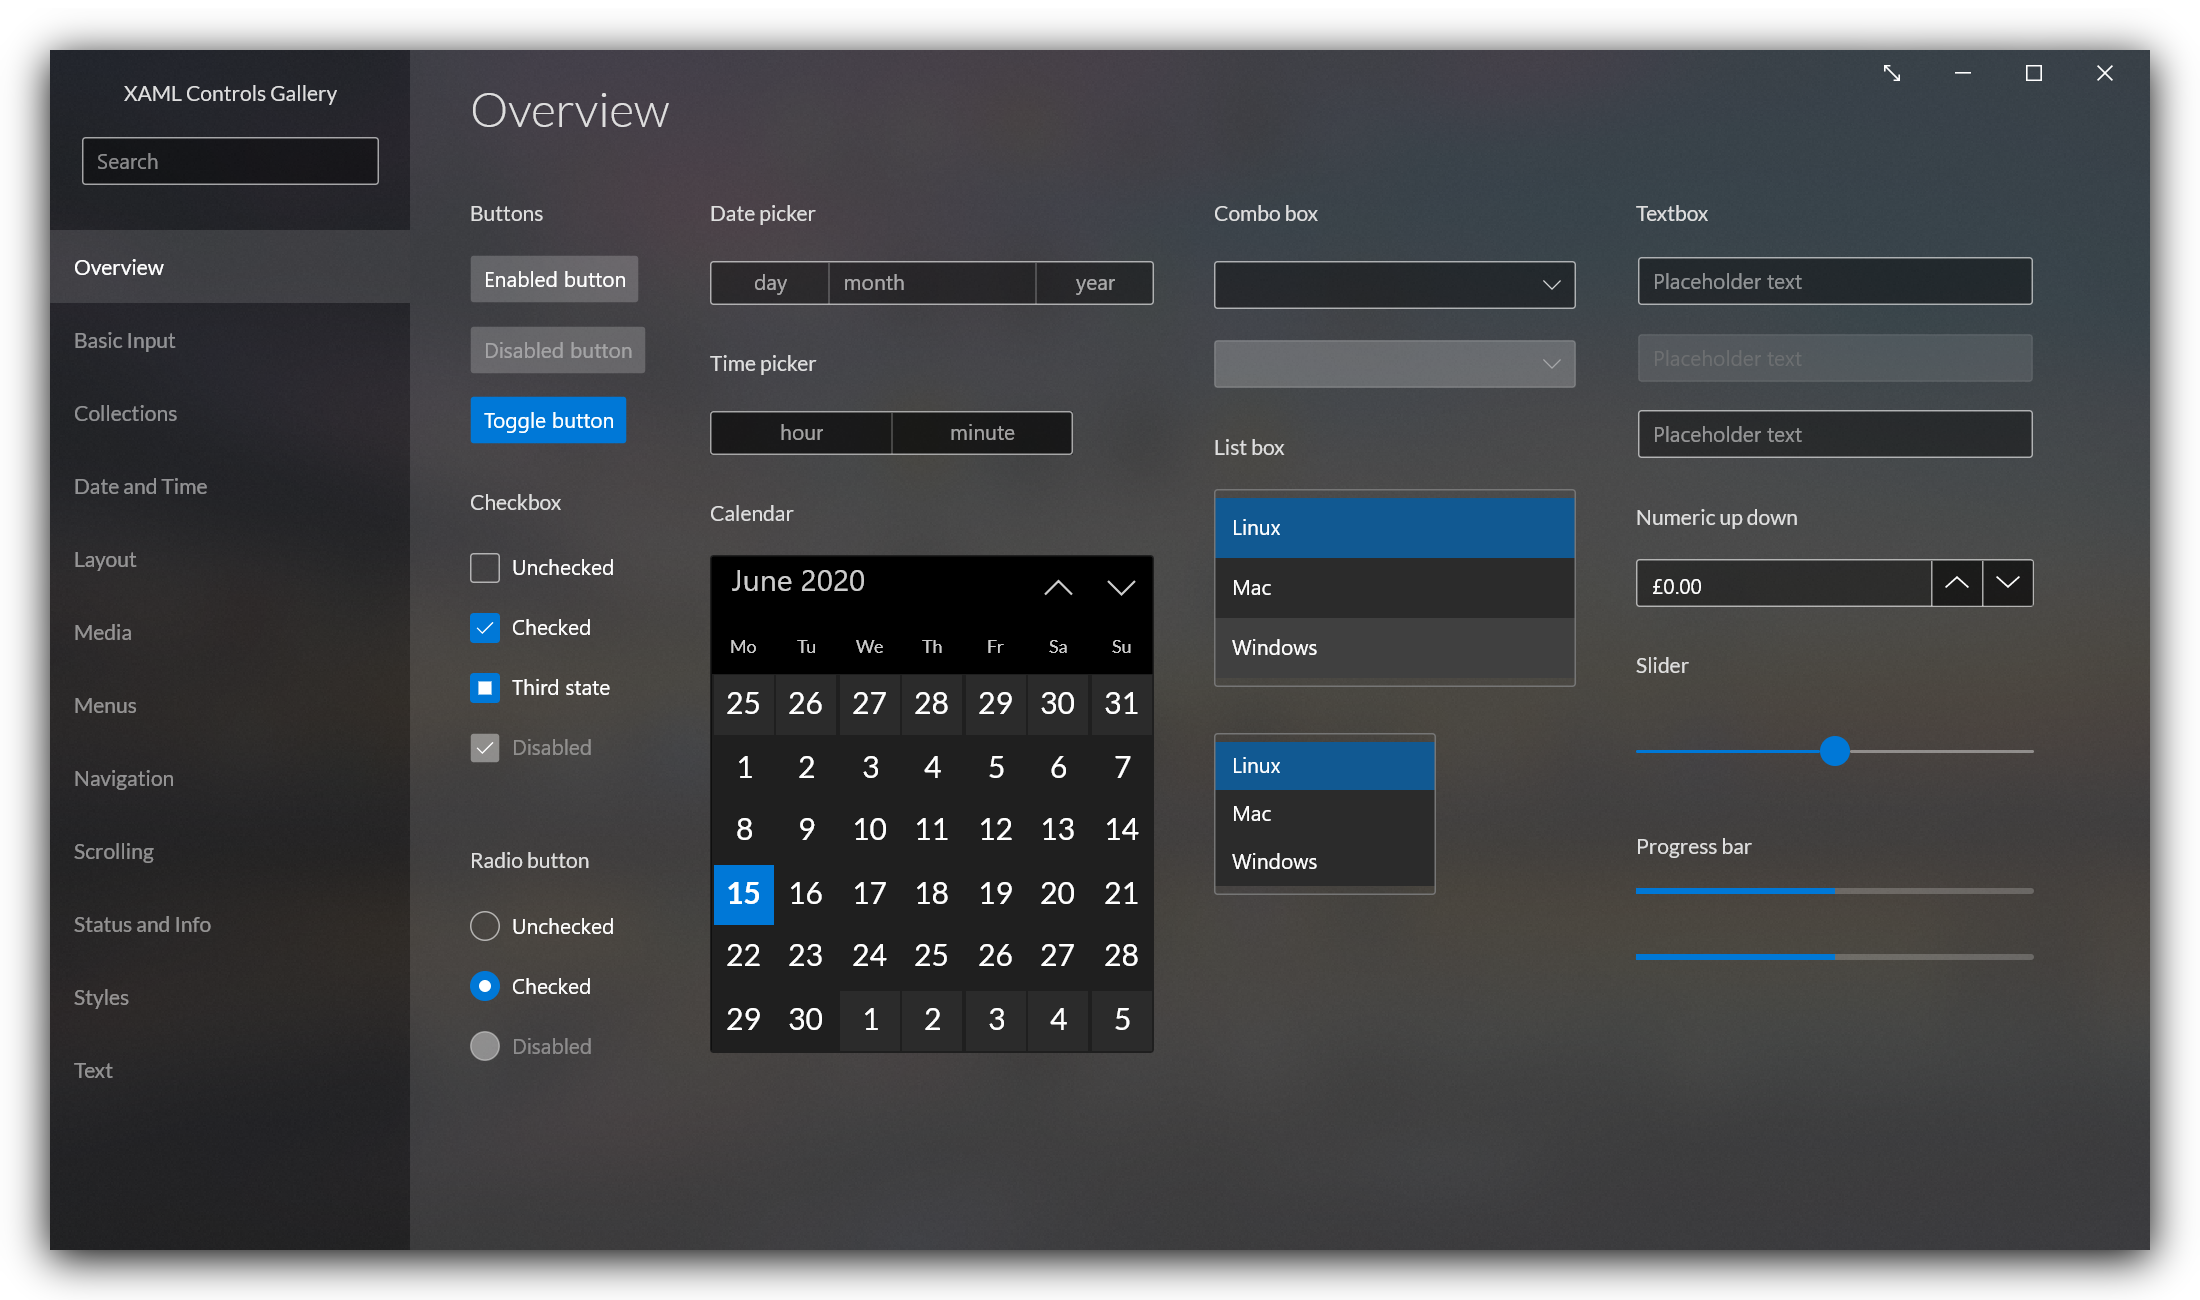 XAML Controls Gallery
Search
Overview
Basic Input
Collections
Date and Time
Layout
Media
Menus
Navigation
Scrolling
Status and Info
Styles
Text
Overview
Buttons
Enabled button
Disabled button
Toggle button
Checkbox
Unchecked
Checked
Third state
Disabled
Radio button
Unchecked
Checked
Disabled
Date picker
day month year
Time picker
hour minute
Calendar
June 2020
Mo Tu We Th Fr Sa Su
25 26 27 28 29 30 31
1 2 3 4 5 6 7
8 9 10 11 12 13 14
15 16 17 18 19 20 21
22 23 24 25 26 27 28
29 30 1 2 3 4 5
Combo box
List box
Linux
Mac
Windows
Linux
Mac
Windows
Textbox
Placeholder text
Placeholder text
Placeholder text
Numeric up down
£0.00
Slider
Progress bar